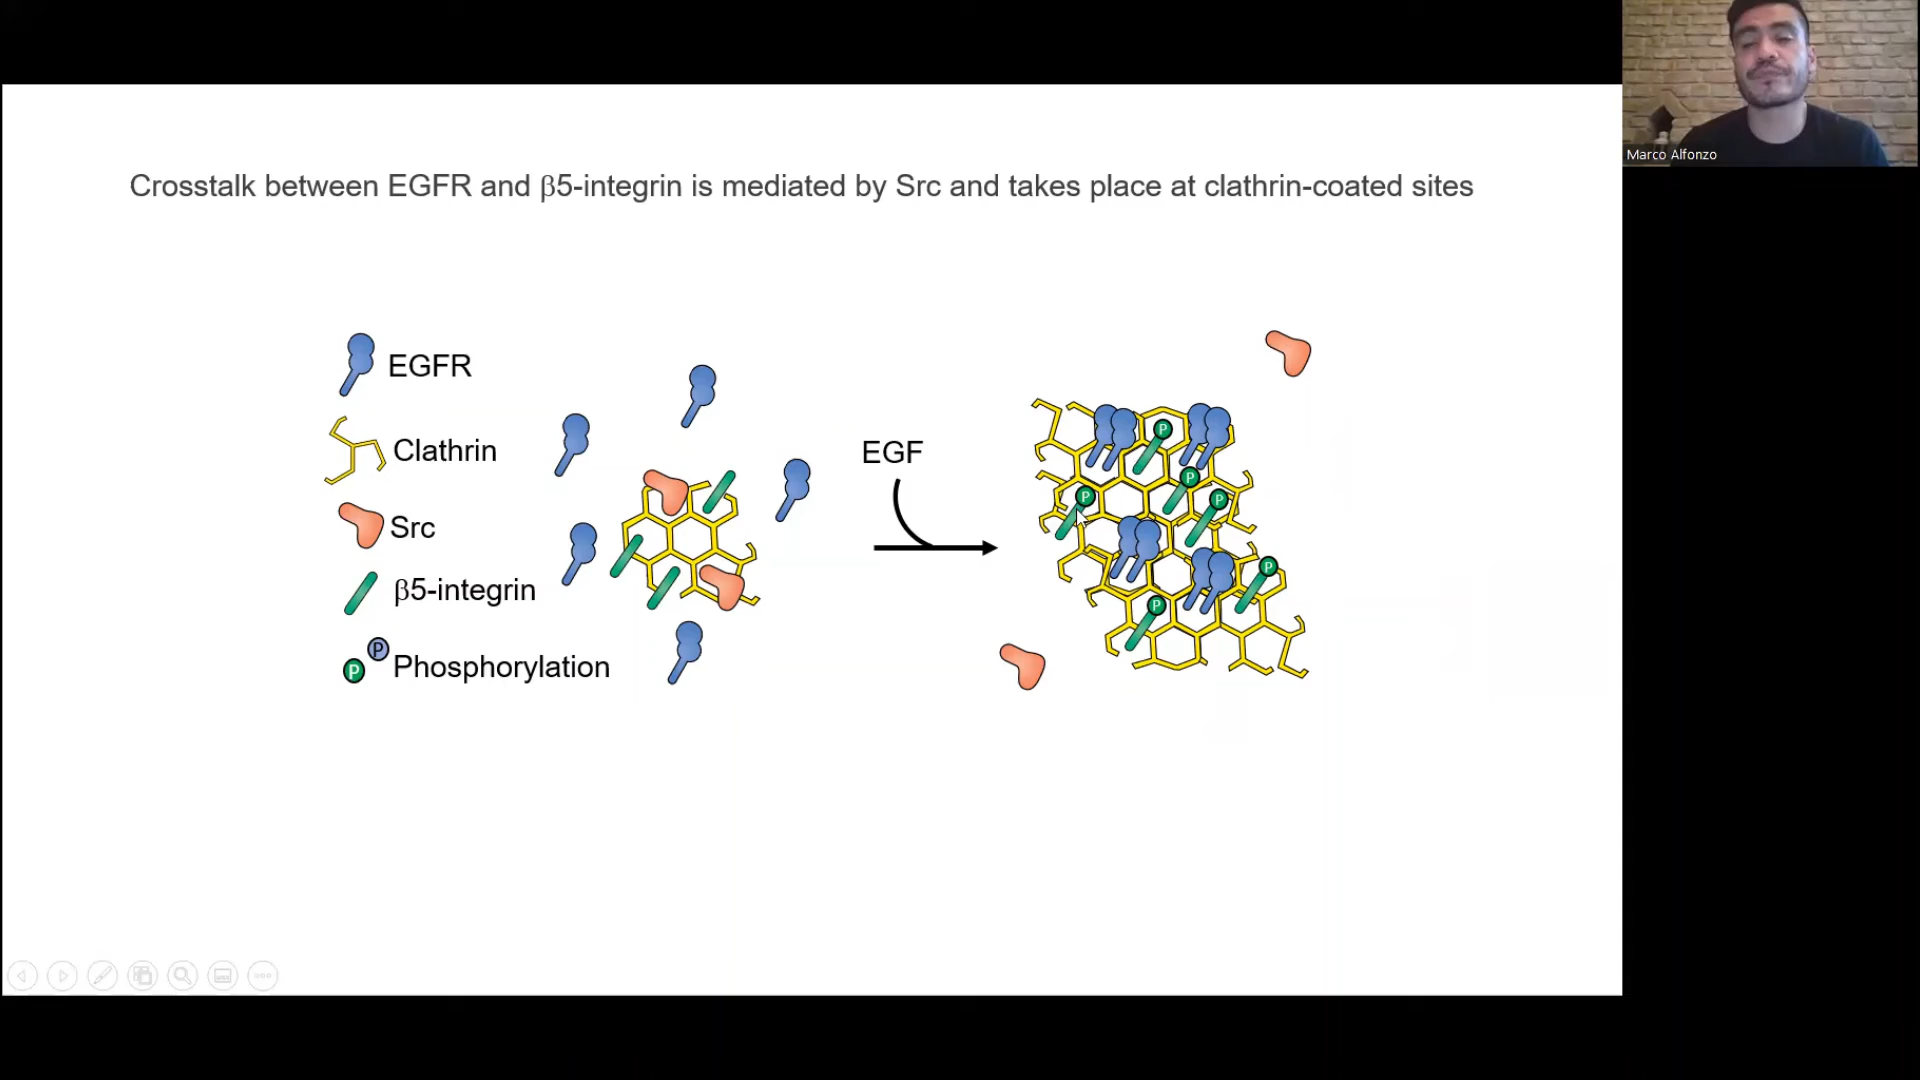 Marco Alfonzo
Crosstalk between EGFR and β5-integrin is mediated by Src and takes place at clathrin-coated sites
EGFR
Clathrin
Src
β5-integrin
P
P
Phosphorylation
EGF
P
P
P
P
P
P